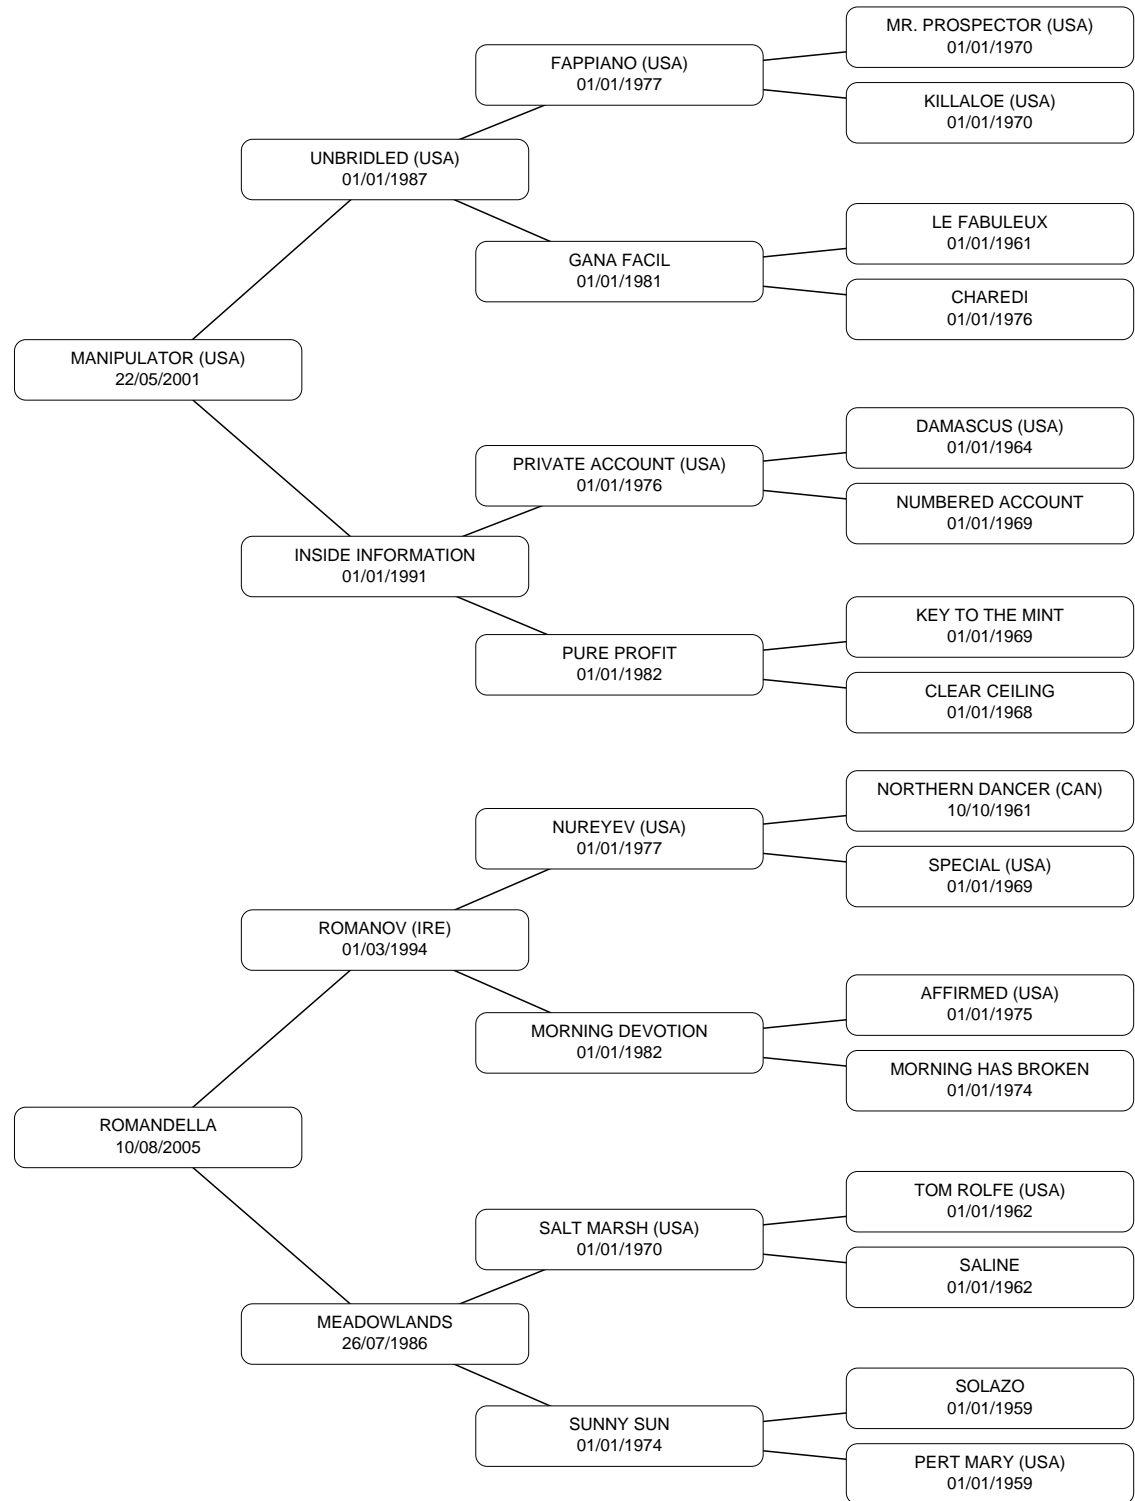 MR. PROSPECTOR (USA)
01/01/1970
FAPPIANO (USA)
01/01/1977
KILLALOE (USA)
01/01/1970
UNBRIDLED (USA)
01/01/1987
LE FABULEUX
01/01/1961
GANA FACIL
01/01/1981
CHAREDI
01/01/1976
MANIPULATOR (USA)
22/05/2001
DAMASCUS (USA)
01/01/1964
PRIVATE ACCOUNT (USA)
01/01/1976
NUMBERED ACCOUNT
01/01/1969
INSIDE INFORMATION
01/01/1991
KEY TO THE MINT
01/01/1969
PURE PROFIT
01/01/1982
CLEAR CEILING
01/01/1968
NORTHERN DANCER (CAN)
10/10/1961
NUREYEV (USA)
01/01/1977
SPECIAL (USA)
01/01/1969
ROMANOV (IRE)
01/03/1994
AFFIRMED (USA)
01/01/1975
MORNING DEVOTION
01/01/1982
MORNING HAS BROKEN
01/01/1974
ROMANDELLA
10/08/2005
TOM ROLFE (USA)
01/01/1962
SALT MARSH (USA)
01/01/1970
SALINE
01/01/1962
MEADOWLANDS
26/07/1986
SOLAZO
01/01/1959
SUNNY SUN
01/01/1974
PERT MARY (USA)
01/01/1959